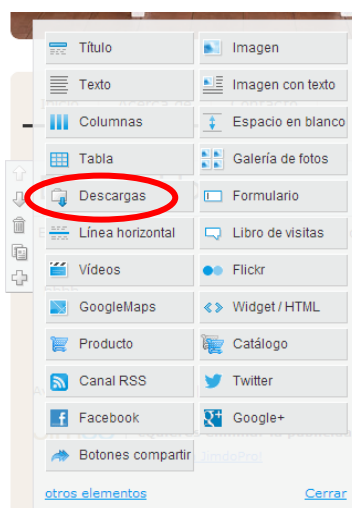 Título Imagen
Texto Imagen con texto
Columnas Espacio en blanco
Tabla Galería de fotos
Descargas Formulario
Línea horizontal Libro de visitas
Vídeos Flickr
GoogleMaps Widget / HTML
Producto Catálogo
Canal RSS Twitter
Facebook Google+
Botones compartir JimdoPro!
otros elementos Cerrar